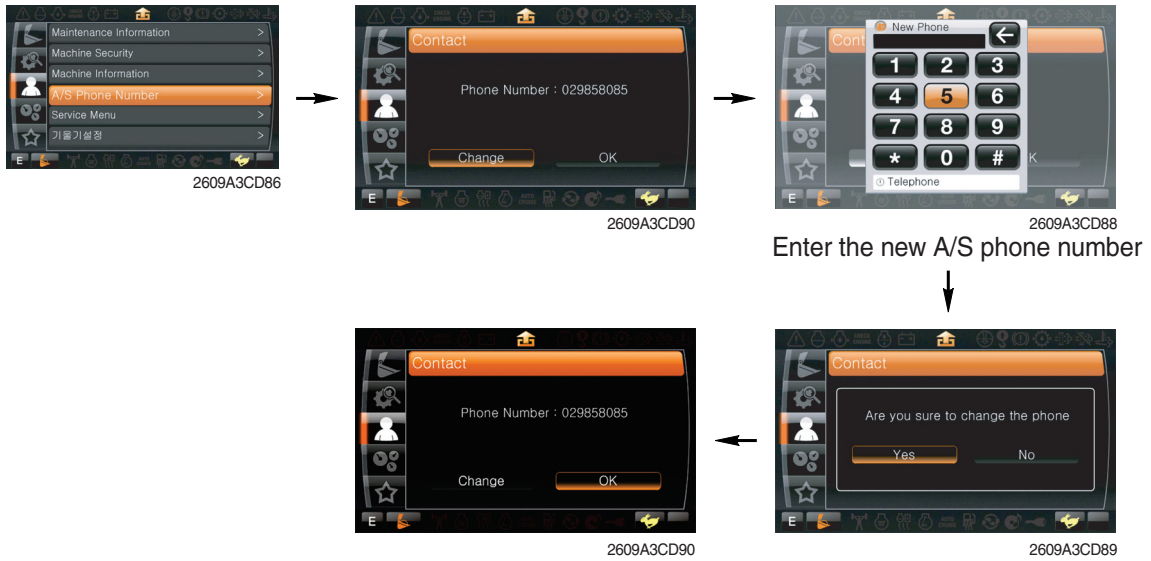 Maintenance Information >
Machine Security >
Machine Information >
A/S Phone Number >
Service Menu >
기물기설정 >
E
2609A3CD86
Contact
Phone Number : 029858085
Change OK
E
2609A3CD90
Cont
New Phone
1 2 3
4 5 6
7 8 9
* 0 #
K
Telephone
E
2609A3CD88
Enter the new A/S phone number
Contact
Phone Number : 029858085
Change OK
E
2609A3CD90
Contact
Are you sure to change the phone
Yes No
E
2609A3CD89